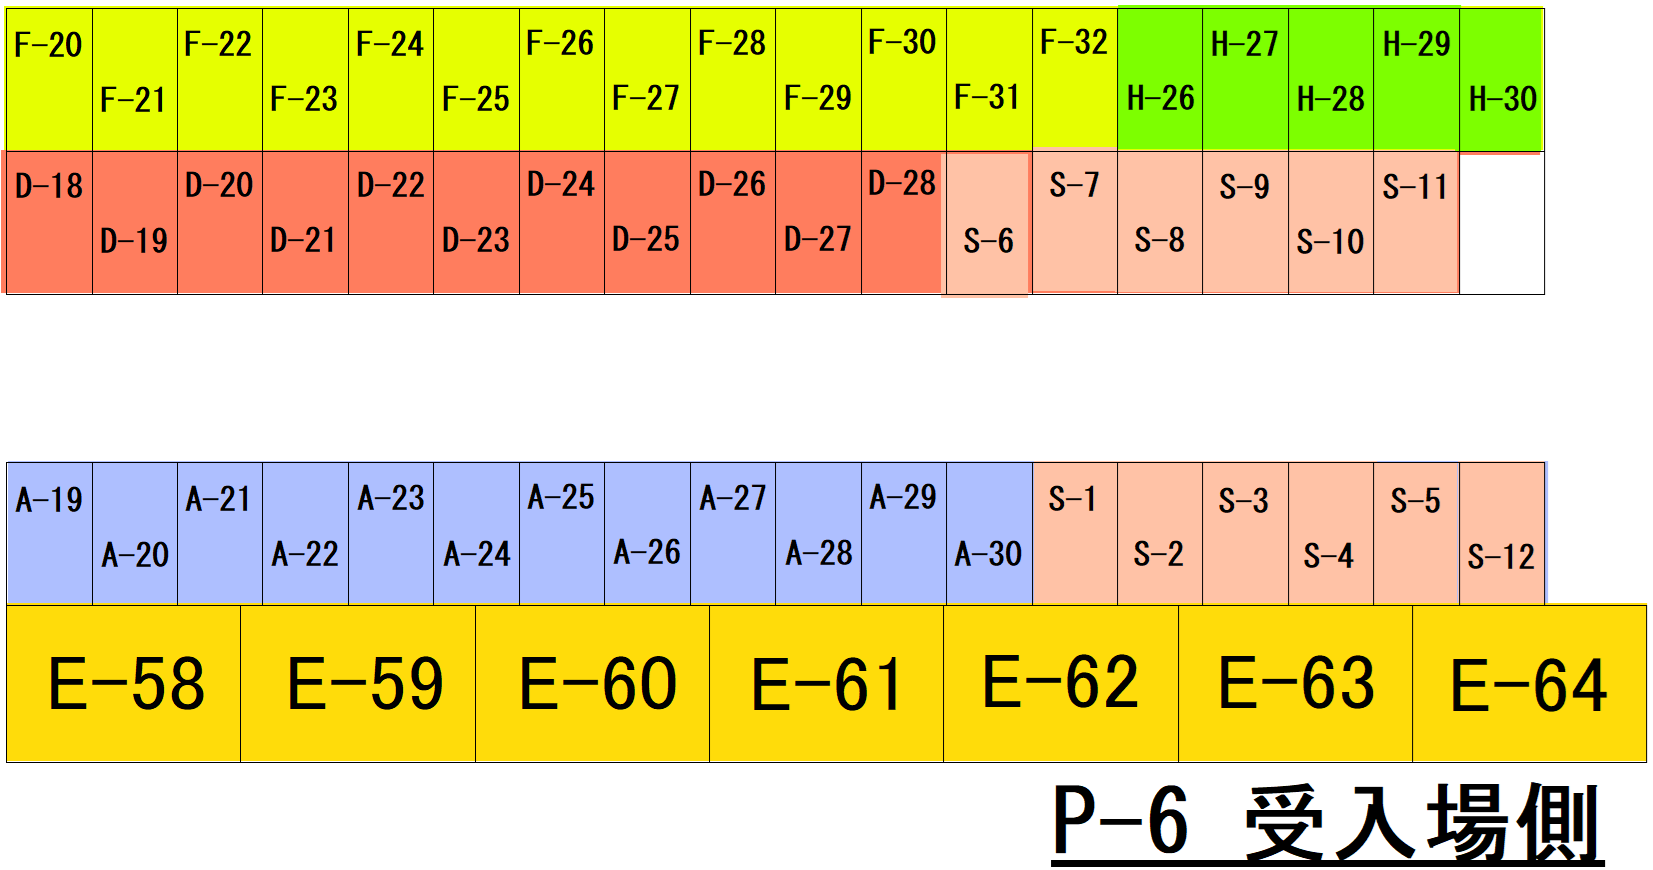 F-20 F-21 F-22 F-23 F-24 F-25 F-26 F-27 F-28 F-29 F-30 F-31 F-32 H-26 H-27 H-28 H-29 H-30
D-18 D-19 D-20 D-21 D-22 D-23 D-24 D-25 D-26 D-27 D-28 S-6 S-7 S-8 S-9 S-10 S-11
A-19 A-20 A-21 A-22 A-23 A-24 A-25 A-26 A-27 A-28 A-29 A-30 S-1 S-2 S-3 S-4 S-5 S-12
E-58 E-59 E-60 E-61 E-62 E-63 E-64
P-6 受入場側